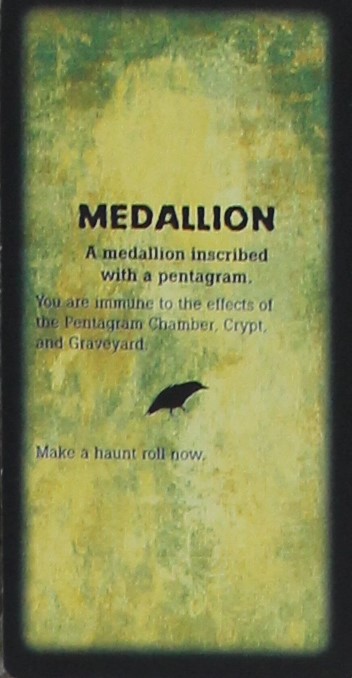 MEDALLION
A medallion inscribed
with a pentagram.
You are immune to the effects of
the Pentagram Chamber, Crypt,
and Graveyard.
Make a haunt roll now.